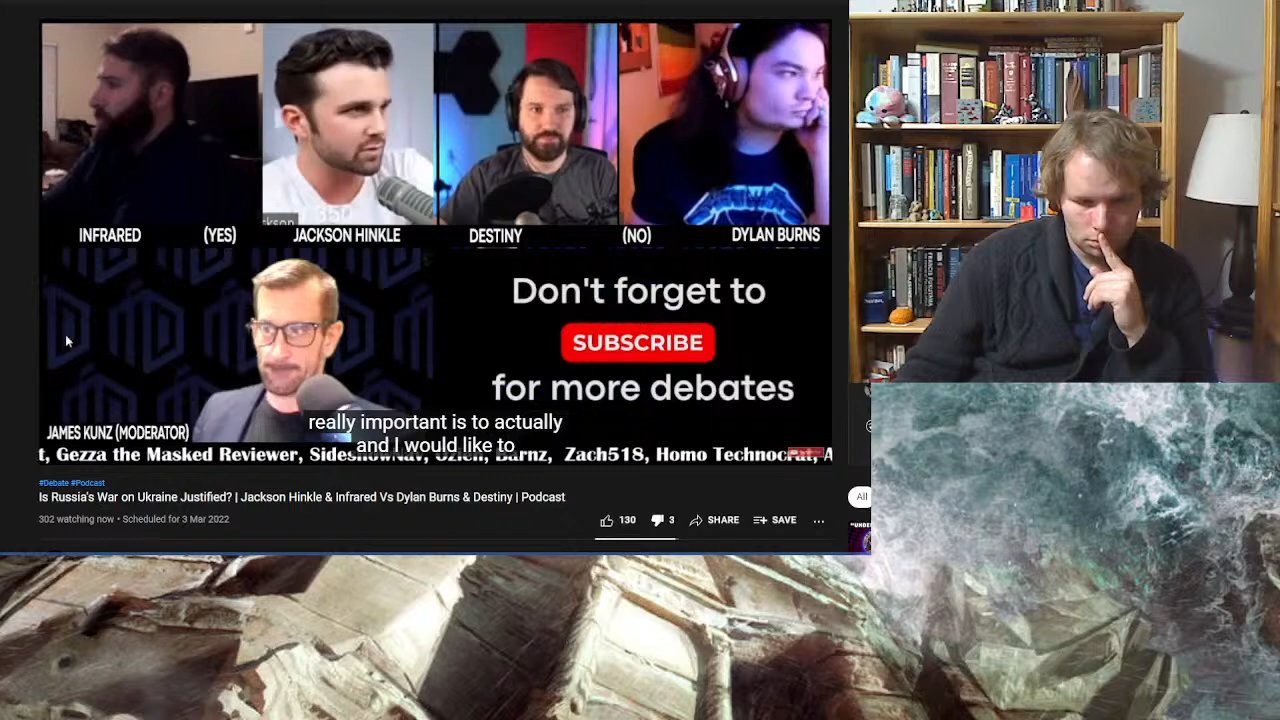 INFRARED (YES) JACKSON HINKLE DESTINY (NO) DYLAN BURNS
Don't forget to
SUBSCRIBE
for more debates
JAMES KUNZ (MODERATOR)
really important is to actually
and I would like to
t, Gezza the Masked Reviewer, SideshowNav, Ozien, Barnz, Zach518, Homo Technocrat, A
#Debate #Podcast
Is Russia's War on Ukraine Justified? | Jackson Hinkle & Infrared Vs Dylan Burns & Destiny | Podcast
All
302 watching now • Scheduled for 3 Mar 2022
130 3 SHARE SAVE ...